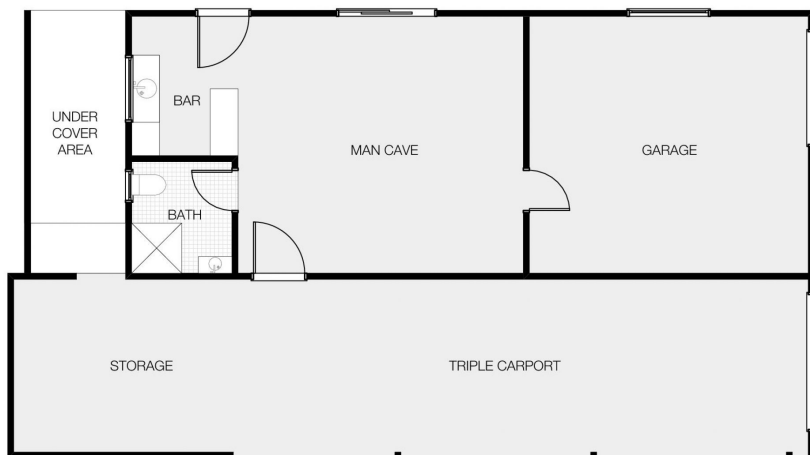 BAR
UNDER
COVER
AREA
MAN CAVE
GARAGE
BATH
STORAGE
TRIPLE CARPORT